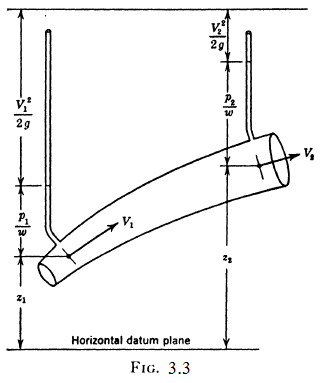 V₁²
2g
V₂²
2g
p₂
w
V₂
p₁
w
V₁
z₁
z₂
Horizontal datum plane
FIG. 3.3